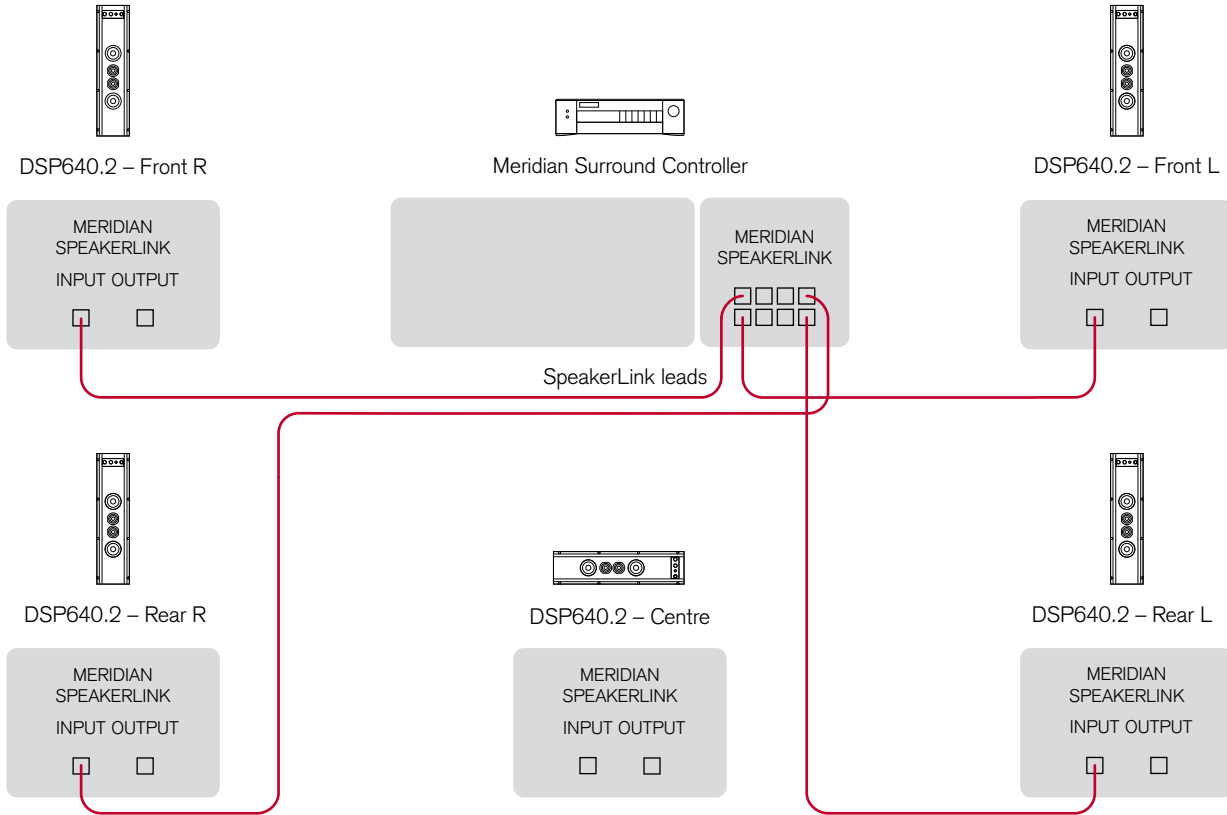 DSP640.2 – Front R
Meridian Surround Controller
DSP640.2 – Front L
MERIDIAN
SPEAKERLINK
INPUT OUTPUT
MERIDIAN
SPEAKERLINK
MERIDIAN
SPEAKERLINK
INPUT OUTPUT
SpeakerLink leads
DSP640.2 – Rear R
DSP640.2 – Centre
DSP640.2 – Rear L
MERIDIAN
SPEAKERLINK
INPUT OUTPUT
MERIDIAN
SPEAKERLINK
INPUT OUTPUT
MERIDIAN
SPEAKERLINK
INPUT OUTPUT